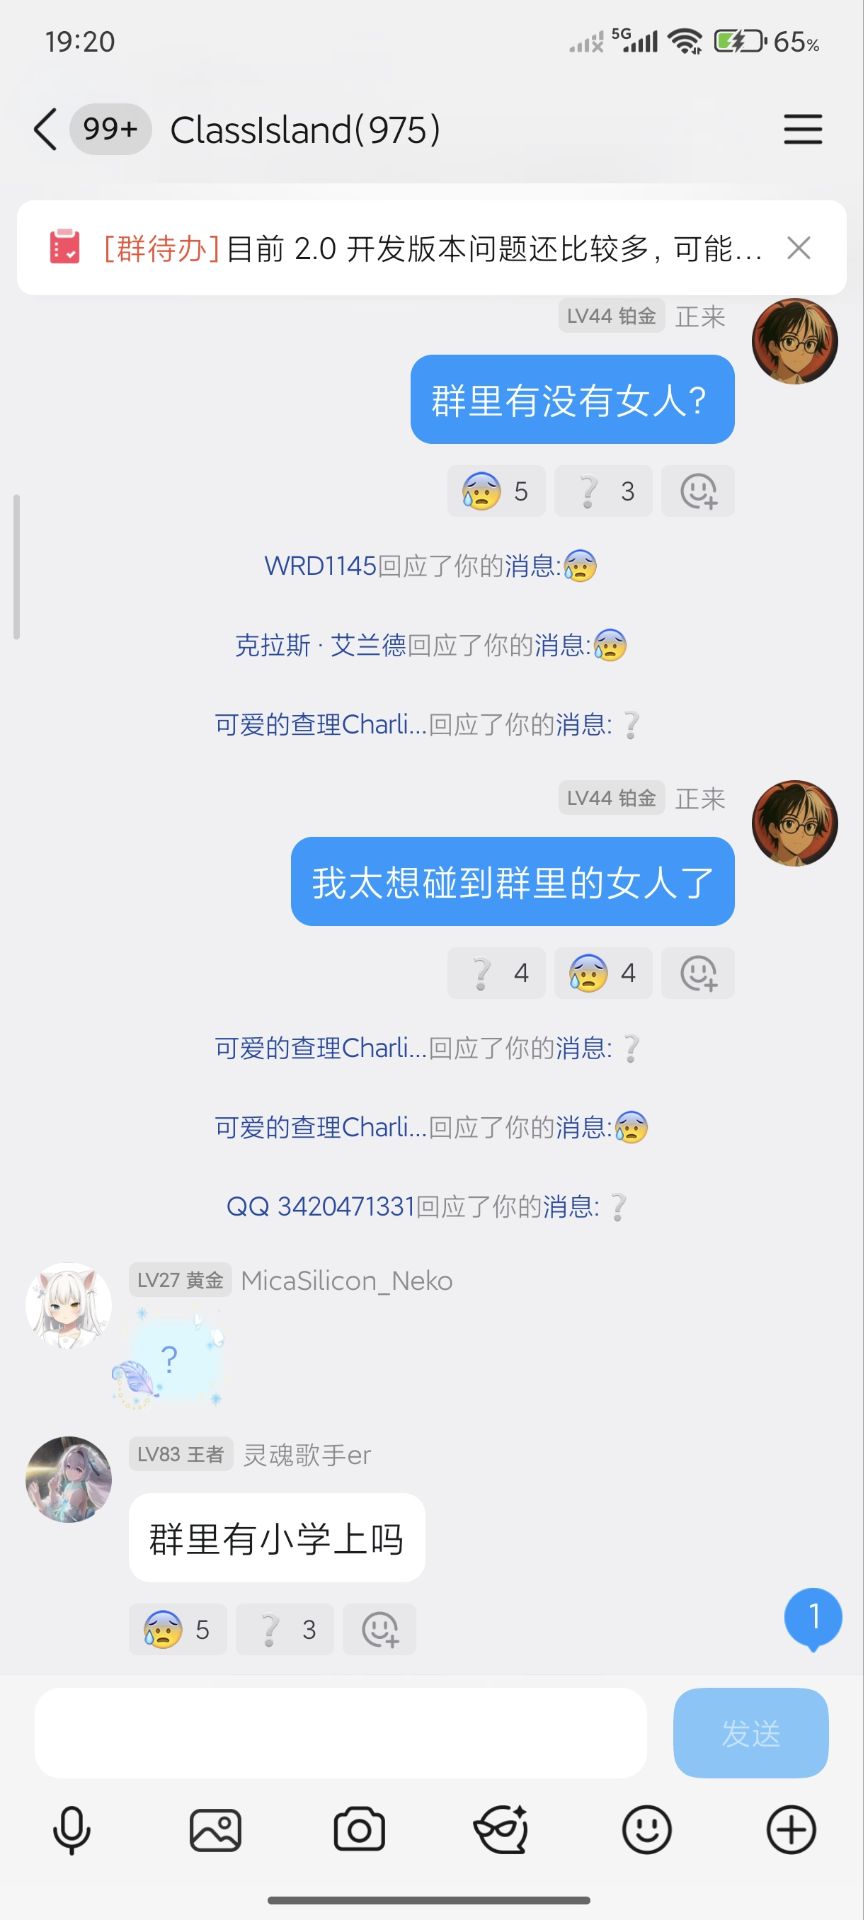 19:20
5G
65%
99+
ClassIsland(975)
[群待办]目前 2.0 开发版本问题还比较多，可能...
LV44 铂金 正来
群里有没有女人?
5
❔ 3
WRD1145回应了你的消息:😰
克拉斯 · 艾兰德回应了你的消息:😰
可爱的查理Charli...回应了你的消息: ❔
LV44 铂金 正来
我太想碰到群里的女人了
❔ 4
4
可爱的查理Charli...回应了你的消息: ❔
可爱的查理Charli...回应了你的消息:😰
QQ 3420471331回应了你的消息: ❔
LV27 黄金 MicaSilicon_Neko
?
LV83 王者 灵魂歌手er
群里有小学上吗
5
❔ 3
1
发送